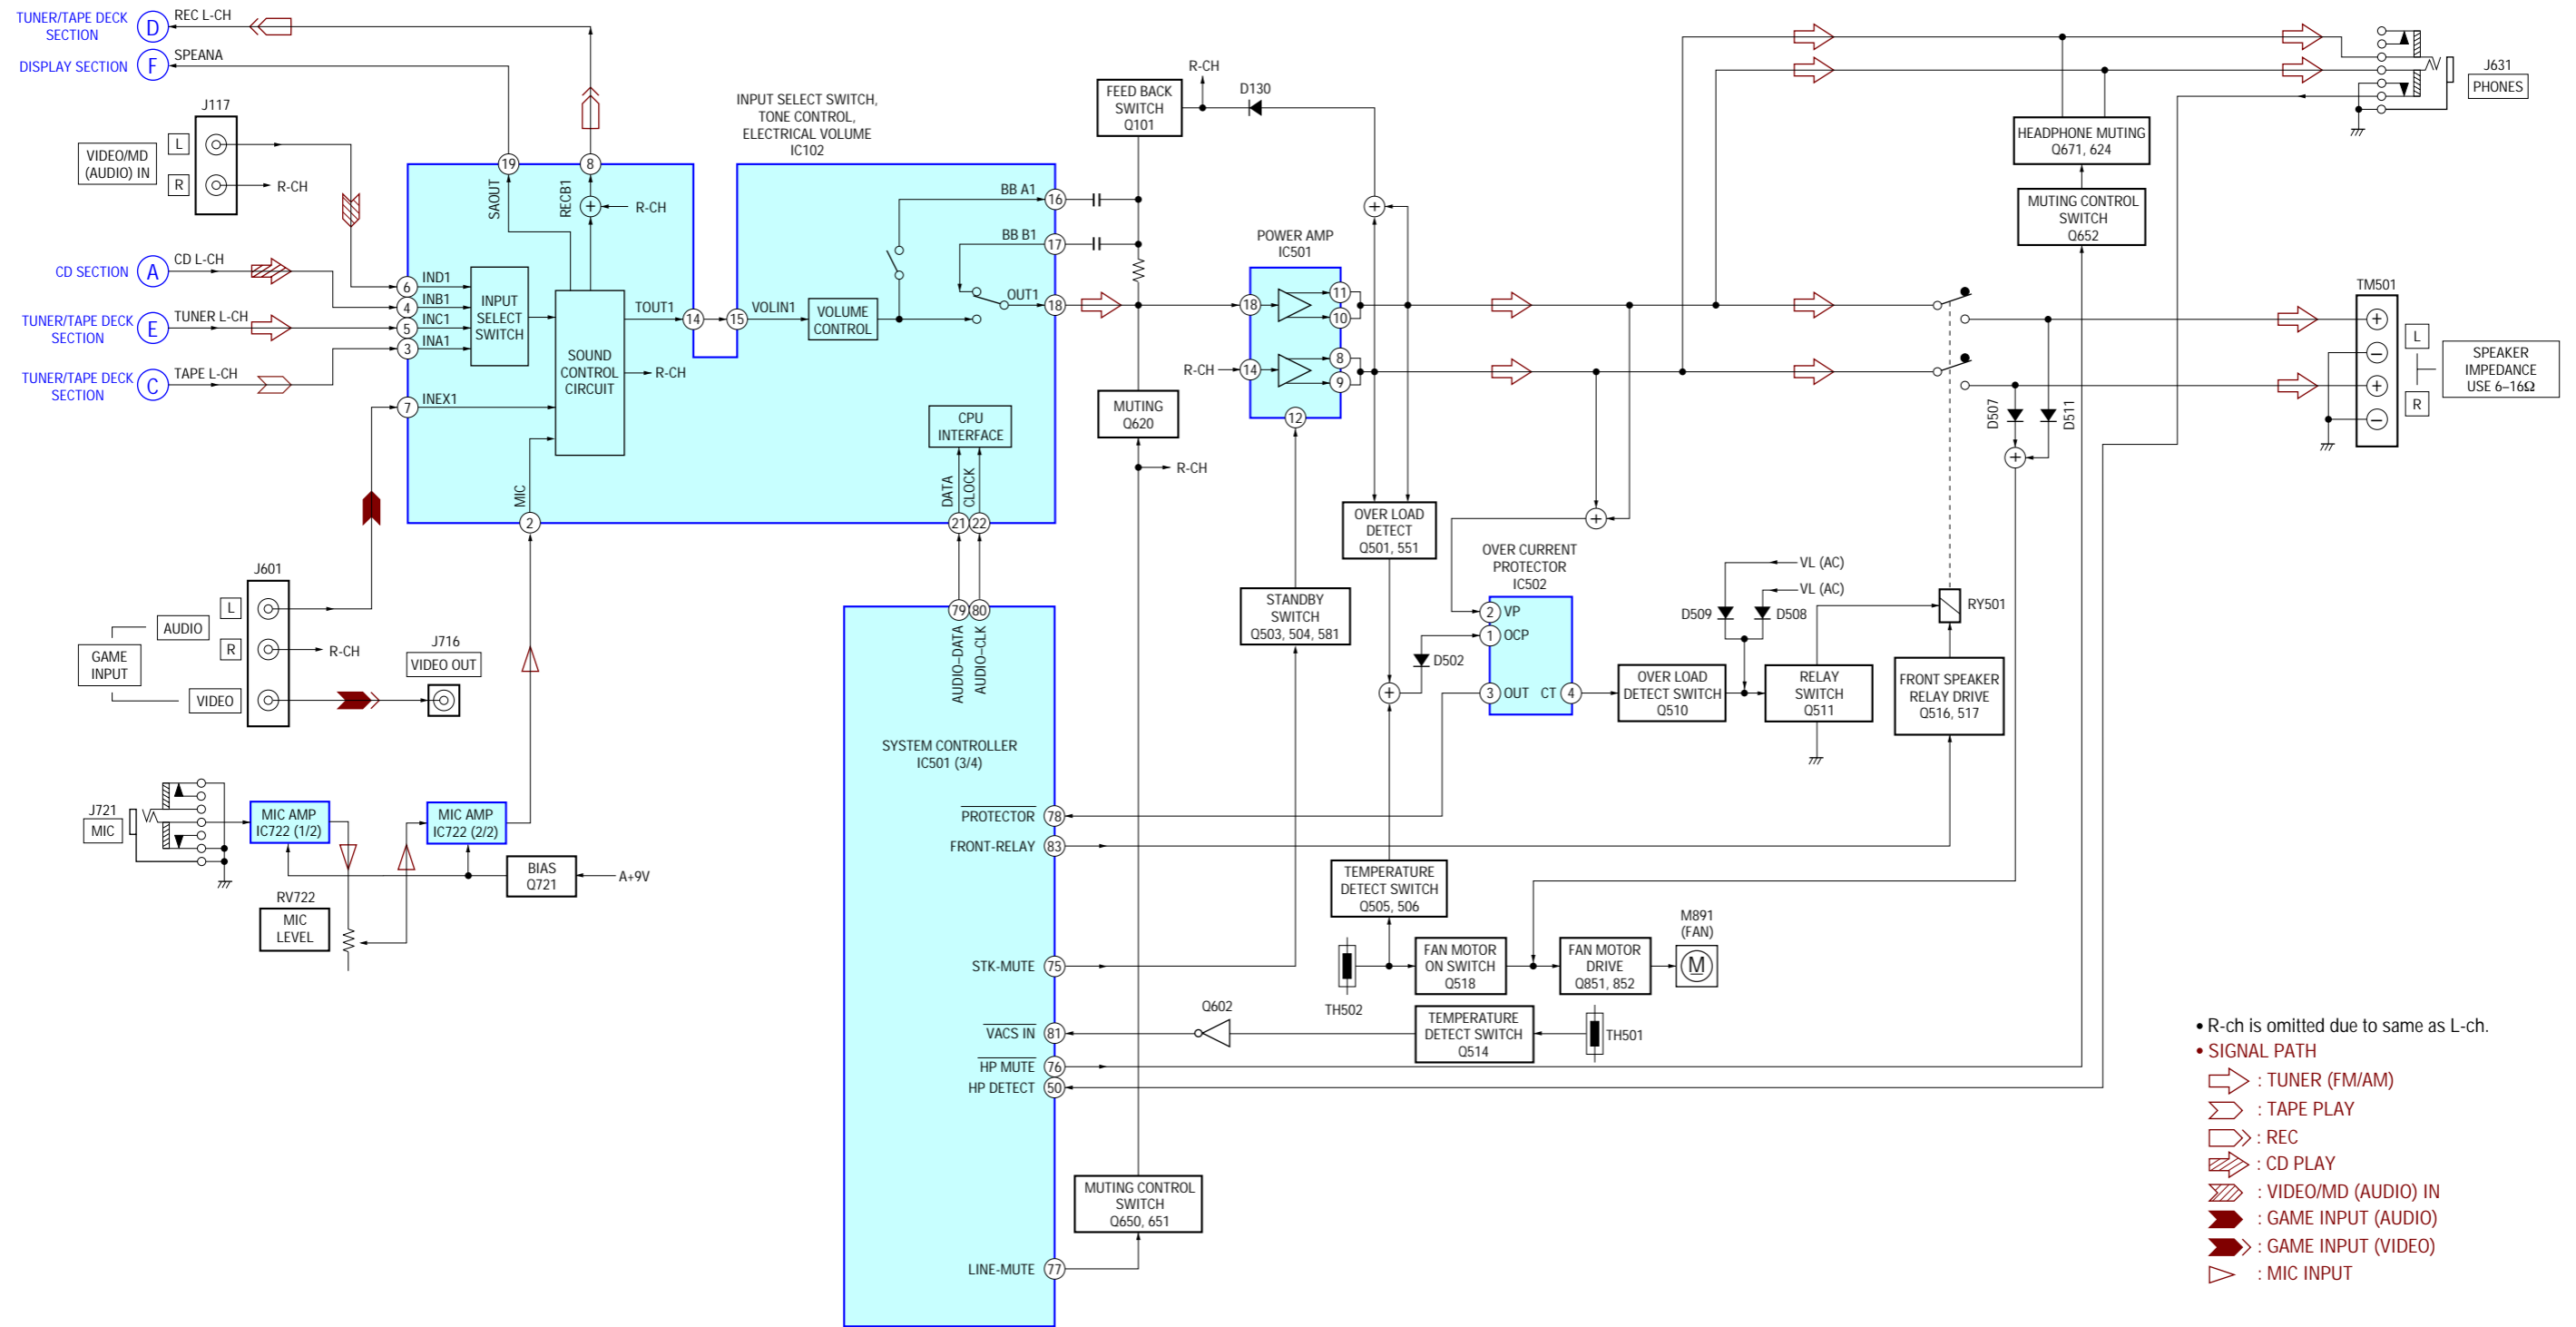 TUNER/TAPE DECK
SECTION
D
REC L-CH
DISPLAY SECTION
F
SPEANA
J117
VIDEO/MD
(AUDIO) IN
L
R
R-CH
CD SECTION
A
CD L-CH
TUNER/TAPE DECK
SECTION
E
TUNER L-CH
TUNER/TAPE DECK
SECTION
C
TAPE L-CH
INPUT SELECT SWITCH,
TONE CONTROL,
ELECTRICAL VOLUME
IC102
19
8
SAOUT
RECB1
+
R-CH
6
IND1
4
INB1
5
INC1
3
INA1
7
INEX1
INPUT
SELECT
SWITCH
SOUND
CONTROL
CIRCUIT
R-CH
TOUT1
14
15
VOLIN1
VOLUME
CONTROL
BB A1
16
BB B1
17
OUT1
18
CPU
INTERFACE
MIC
2
DATA
CLOCK
21
22
J601
L
R
AUDIO
R-CH
GAME
INPUT
VIDEO
J716
VIDEO OUT
J721
MIC
MIC AMP
IC722 (1/2)
MIC AMP
IC722 (2/2)
BIAS
Q721
A+9V
RV722
MIC
LEVEL
79
80
AUDIO–DATA
AUDIO–CLK
SYSTEM CONTROLLER
IC501 (3/4)
PROTECTOR
78
FRONT-RELAY
83
STK-MUTE
75
VACS IN
81
HP MUTE
76
HP DETECT
50
LINE-MUTE
77
FEED BACK
SWITCH
Q101
R-CH
D130
MUTING
Q620
R-CH
MUTING CONTROL
SWITCH
Q650, 651
POWER AMP
IC501
18
11
10
R-CH
14
8
9
12
+
STANDBY
SWITCH
Q503, 504, 581
OVER LOAD
DETECT
Q501, 551
+
OVER CURRENT
PROTECTOR
IC502
2
VP
1
OCP
3
OUT
CT
4
D502
+
OVER LOAD
DETECT SWITCH
Q510
VL (AC)
VL (AC)
D509
D508
RELAY
SWITCH
Q511
RY501
FRONT SPEAKER
RELAY DRIVE
Q516, 517
TEMPERATURE
DETECT SWITCH
Q505, 506
TH502
FAN MOTOR
ON SWITCH
Q518
FAN MOTOR
DRIVE
Q851, 852
M891
(FAN)
M
Q602
TEMPERATURE
DETECT SWITCH
Q514
TH501
HEADPHONE MUTING
Q671, 624
MUTING CONTROL
SWITCH
Q652
J631
PHONES
TM501
+
–
+
–
L
R
SPEAKER
IMPEDANCE
USE 6–16Ω
D507
D511
+
• R-ch is omitted due to same as L-ch.
• SIGNAL PATH
: TUNER (FM/AM)
: TAPE PLAY
: REC
: CD PLAY
: VIDEO/MD (AUDIO) IN
: GAME INPUT (AUDIO)
: GAME INPUT (VIDEO)
: MIC INPUT